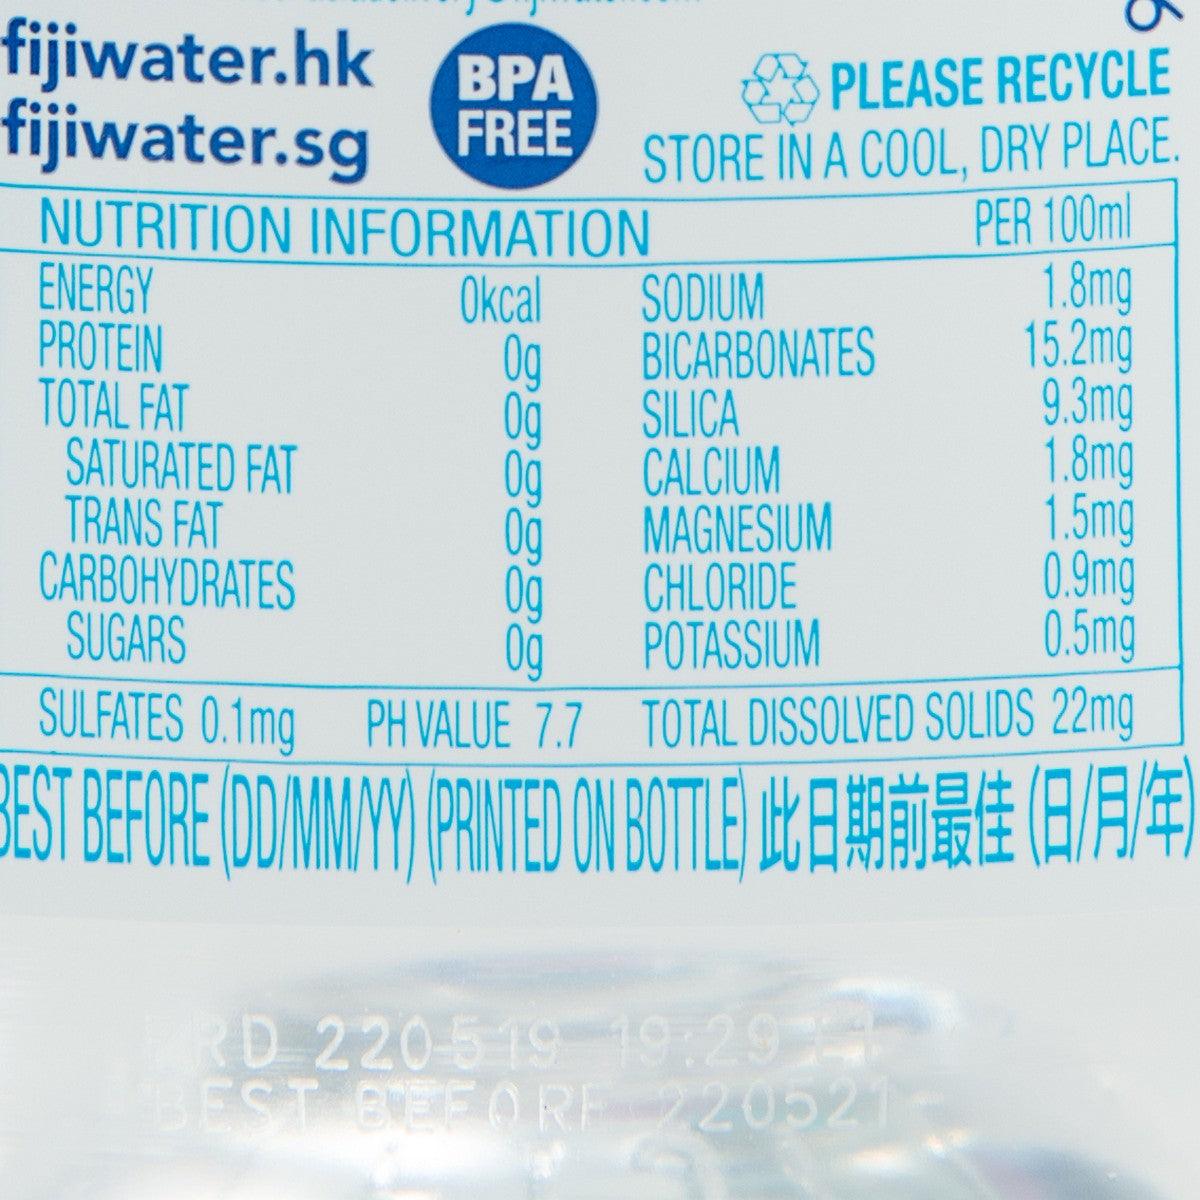 fijiwater.hk
fijiwater.sg
BPA
FREE
PLEASE RECYCLE
STORE IN A COOL, DRY PLACE.
NUTRITION INFORMATION PER 100ml
ENERGY 0kcal SODIUM 1.8mg
PROTEIN 0g BICARBONATES 15.2mg
TOTAL FAT 0g SILICA 9.3mg
SATURATED FAT 0g CALCIUM 1.8mg
TRANS FAT 0g MAGNESIUM 1.5mg
CARBOHYDRATES 0g CHLORIDE 0.9mg
SUGARS 0g POTASSIUM 0.5mg
SULFATES 0.1mg PH VALUE 7.7 TOTAL DISSOLVED SOLIDS 22mg
BEST BEFORE (DD/MM/YY) (PRINTED ON BOTTLE) 此日期前最佳 (日/月/年)
220519 19:29
BEST BEFORE 220521